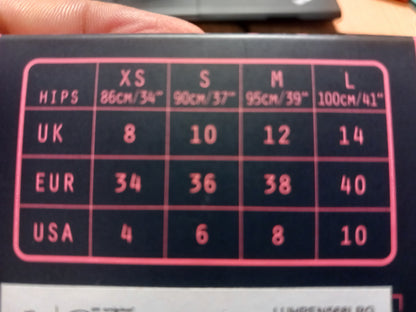 XS S M L
HIPS 86CM/34" 90CM/37" 95CM/39" 100CM/41"
UK 8 10 12 14
EUR 34 36 38 40
USA 4 6 8 10